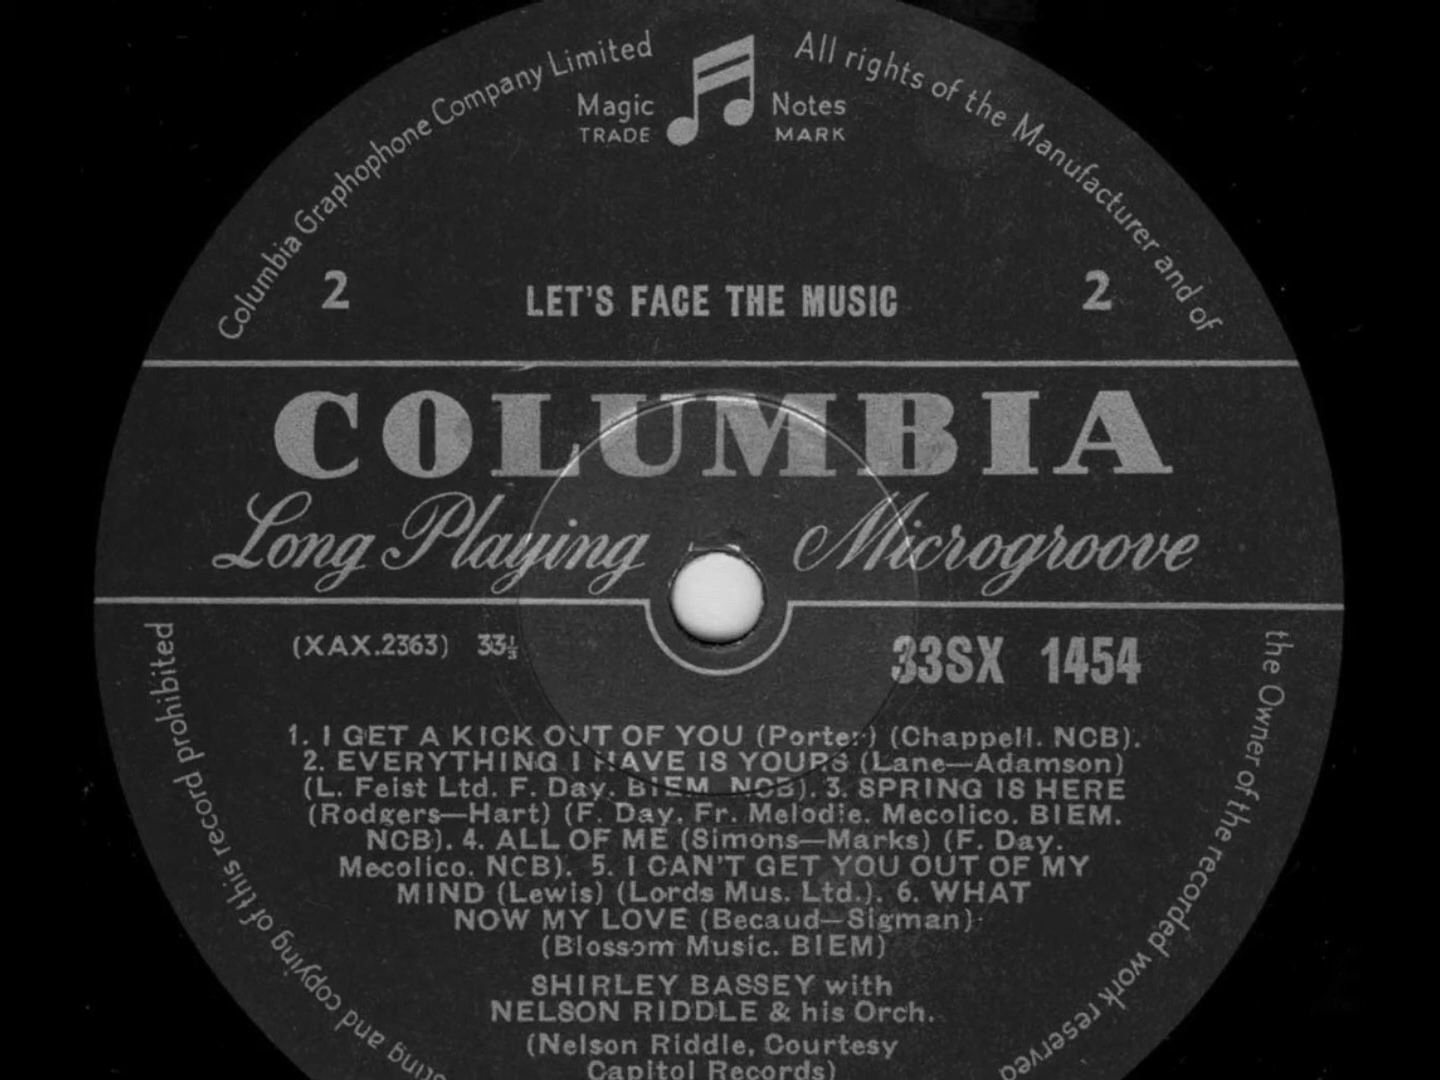 Columbia Graphophone Company Limited
All rights of the Manufacturer and of
the Owner of the recorded work reserved
copying of this record prohibited
Magic Notes
TRADE MARK
2 LET'S FACE THE MUSIC 2
COLUMBIA
Long Playing Microgroove
(XAX.2363) 33⅓ 33SX 1454
1. I GET A KICK OUT OF YOU (Porter) (Chappell. NCB).
2. EVERYTHING I HAVE IS YOURS (Lane—Adamson)
(L. Feist Ltd. F. Day. BIEM. NCB). 3. SPRING IS HERE
(Rodgers—Hart) (F. Day. Fr. Melodie. Mecolico. BIEM.
NCB). 4. ALL OF ME (Simons—Marks) (F. Day.
Mecolico. NCB). 5. I CAN'T GET YOU OUT OF MY
MIND (Lewis) (Lords Mus. Ltd.). 6. WHAT
NOW MY LOVE (Becaud—Sigman)
(Blossom Music. BIEM)
SHIRLEY BASSEY with
NELSON RIDDLE & his Orch.
(Nelson Riddle, Courtesy
Capitol Records)